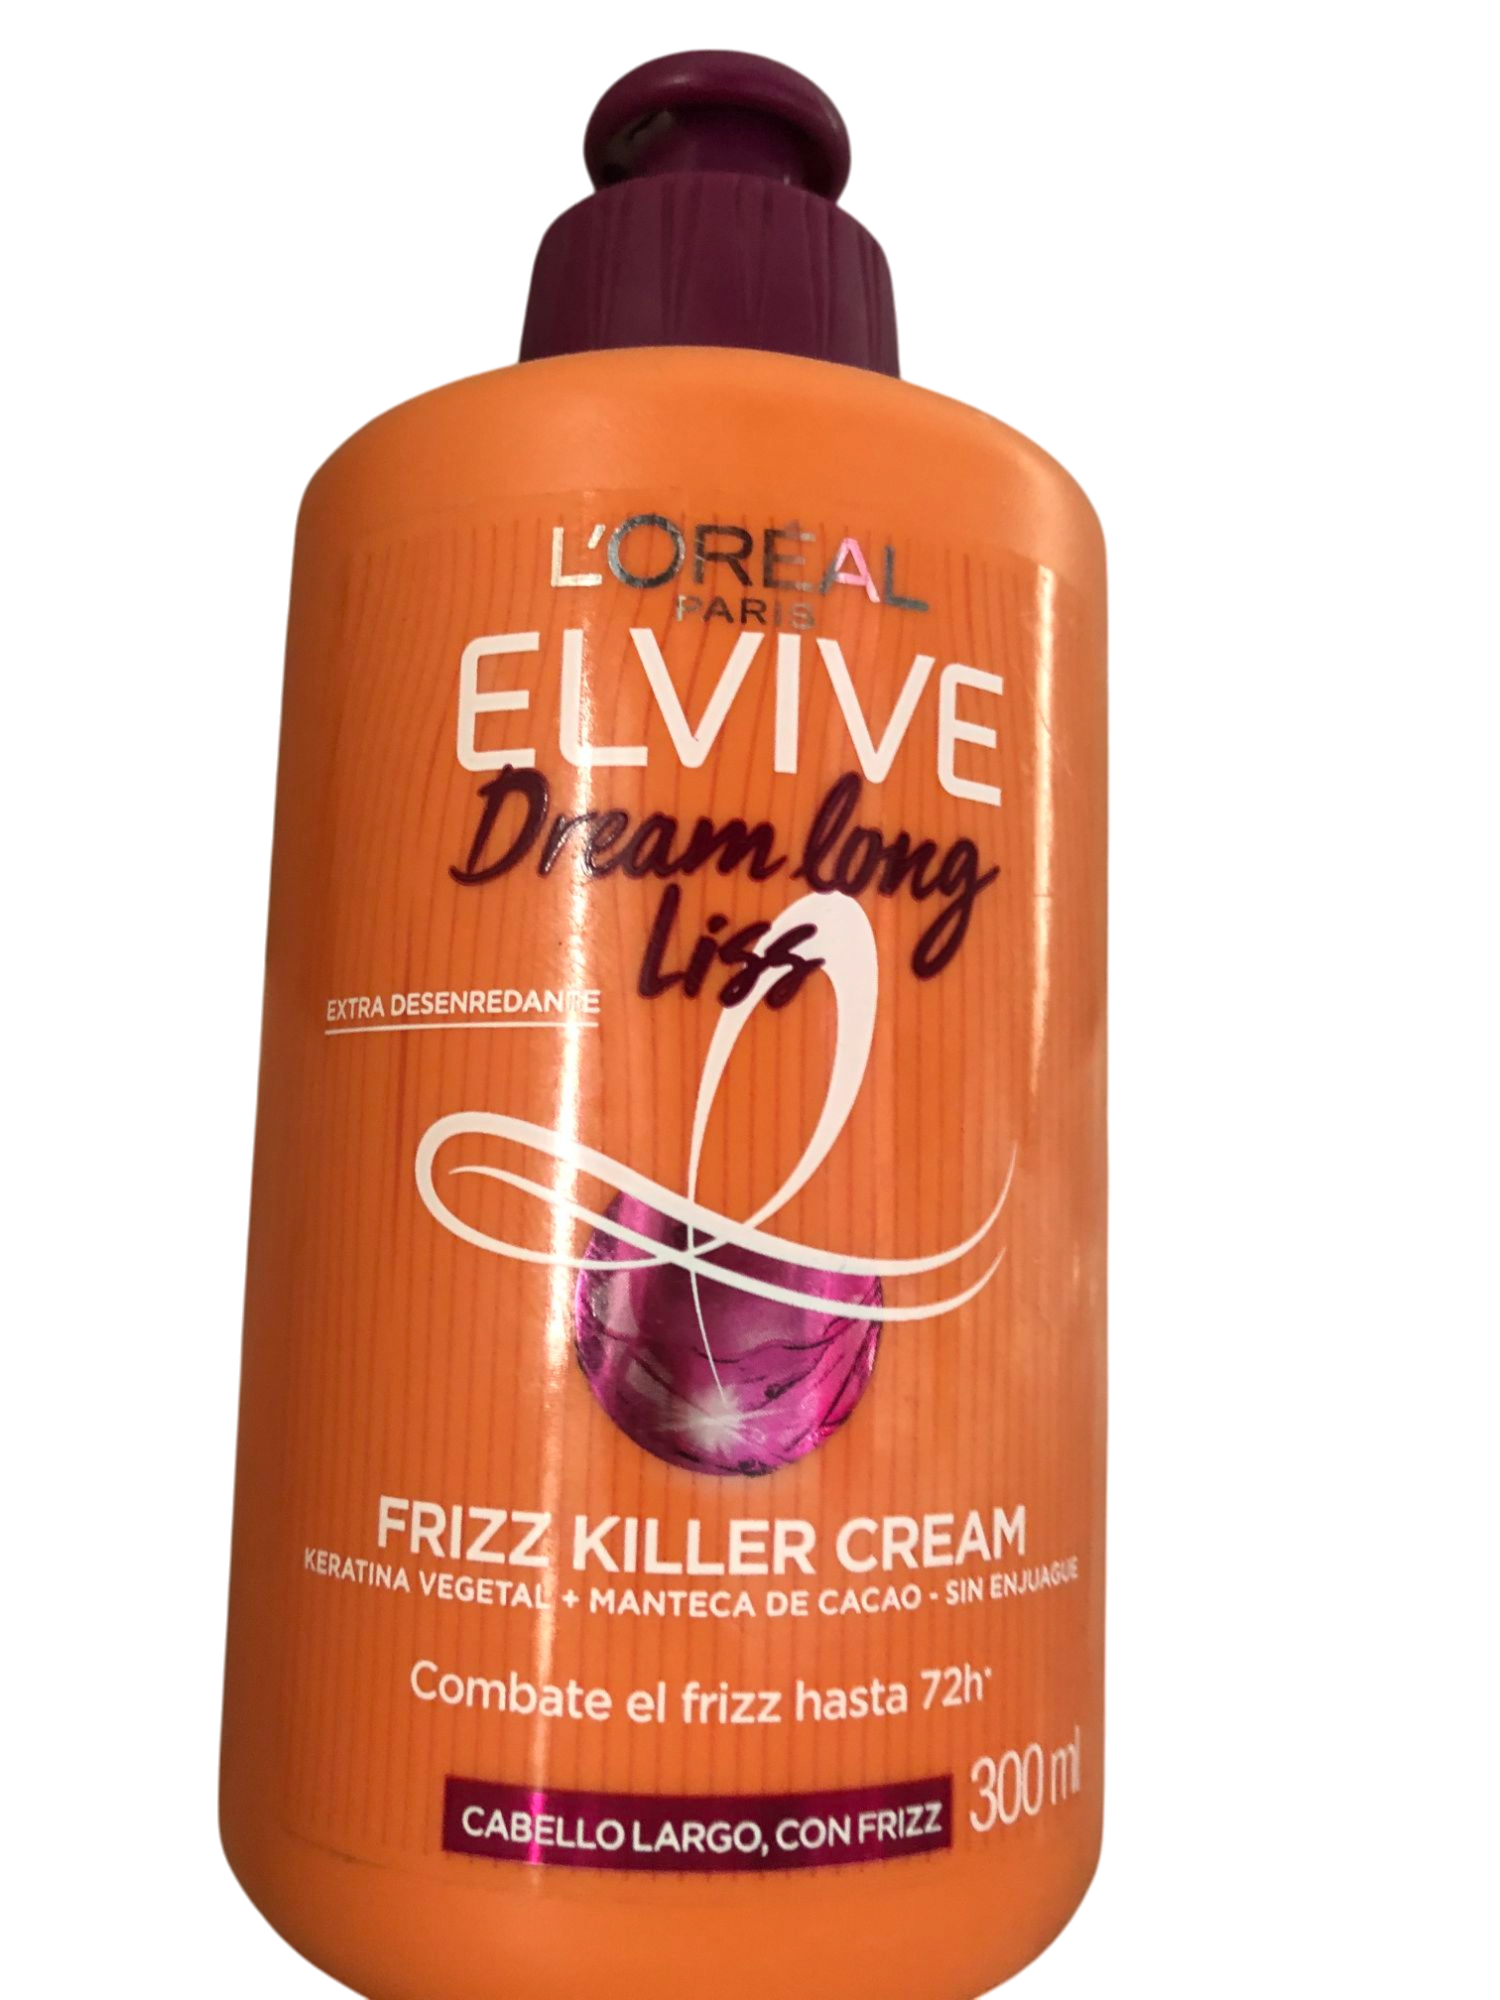 L'ORÉAL
PARIS
ELVIVE
Dream long
Liss
EXTRA DESENREDANTE
FRIZZ KILLER CREAM
KERATINA VEGETAL + MANTECA DE CACAO - SIN ENJUAGUE
Combate el frizz hasta 72h*
300 ml
CABELLO LARGO, CON FRIZZ